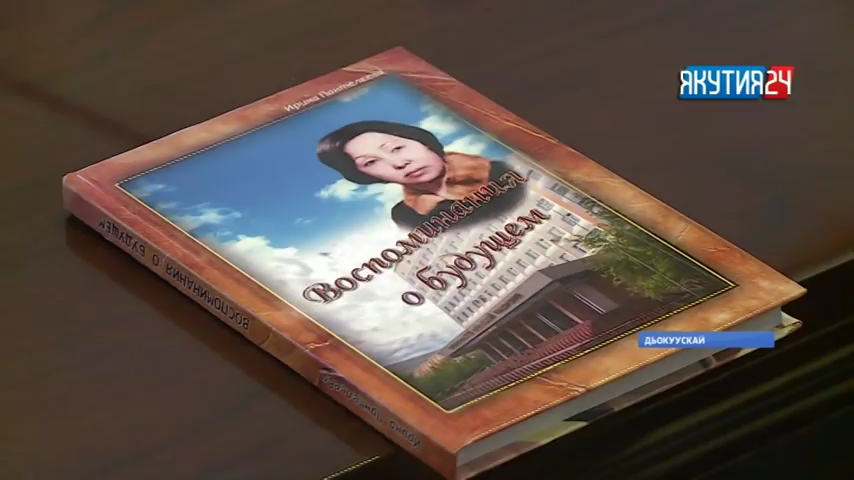 ЯКУТИЯ24
Ирина Пантелеева
Воспоминания
о будущем
ВОСПОМИНАНИЯ О БУДУЩЕМ
ДЬОКУУСКАЙ